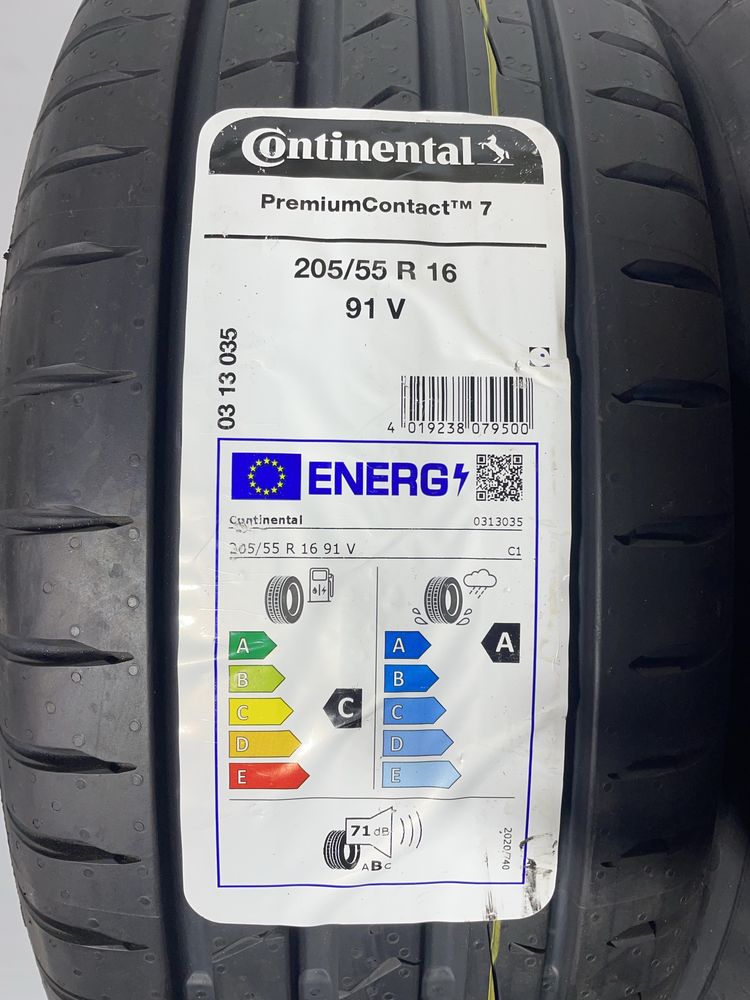 Continental
PremiumContact™ 7
205/55 R 16
91 V
03 13 035
4 019238 079500
ENERG
Continental
0313035
205/55 R 16 91 V
C1
A
B
C
D
E
C
A
B
C
D
E
A
71 dB
ABC
2020/740